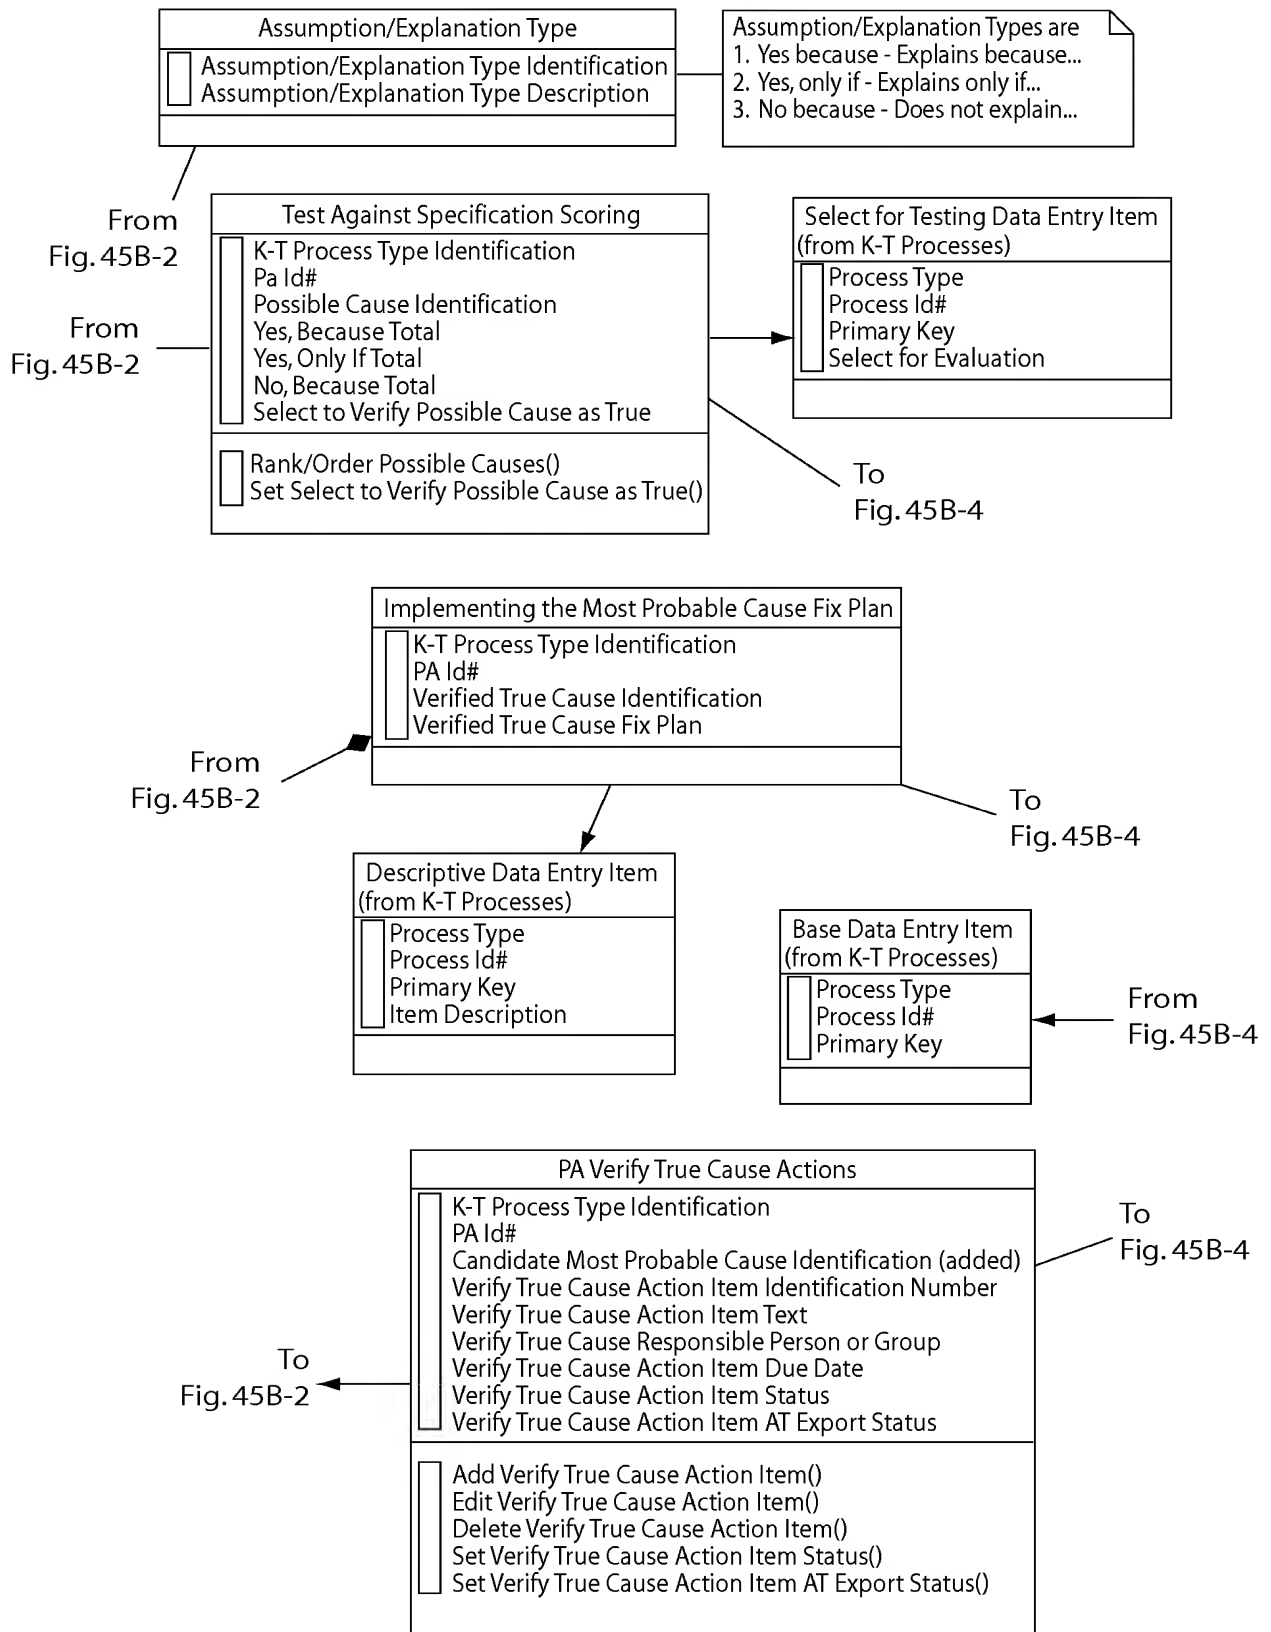 Assumption/Explanation Type
Assumption/Explanation Type Identification
Assumption/Explanation Type Description
Assumption/Explanation Types are
1. Yes because - Explains because...
2. Yes, only if - Explains only if...
3. No because - Does not explain...
From
Fig. 45B-2
Test Against Specification Scoring
K-T Process Type Identification
Pa Id#
Possible Cause Identification
Yes, Because Total
Yes, Only If Total
No, Because Total
Select to Verify Possible Cause as True
Rank/Order Possible Causes()
Set Select to Verify Possible Cause as True()
From
Fig. 45B-2
Select for Testing Data Entry Item
(from K-T Processes)
Process Type
Process Id#
Primary Key
Select for Evaluation
To
Fig. 45B-4
Implementing the Most Probable Cause Fix Plan
K-T Process Type Identification
PA Id#
Verified True Cause Identification
Verified True Cause Fix Plan
From
Fig. 45B-2
To
Fig. 45B-4
Descriptive Data Entry Item
(from K-T Processes)
Process Type
Process Id#
Primary Key
Item Description
Base Data Entry Item
(from K-T Processes)
Process Type
Process Id#
Primary Key
From
Fig. 45B-4
PA Verify True Cause Actions
K-T Process Type Identification
PA Id#
Candidate Most Probable Cause Identification (added)
Verify True Cause Action Item Identification Number
Verify True Cause Action Item Text
Verify True Cause Responsible Person or Group
Verify True Cause Action Item Due Date
Verify True Cause Action Item Status
Verify True Cause Action Item AT Export Status
Add Verify True Cause Action Item()
Edit Verify True Cause Action Item()
Delete Verify True Cause Action Item()
Set Verify True Cause Action Item Status()
Set Verify True Cause Action Item AT Export Status()
To
Fig. 45B-4
To
Fig. 45B-2